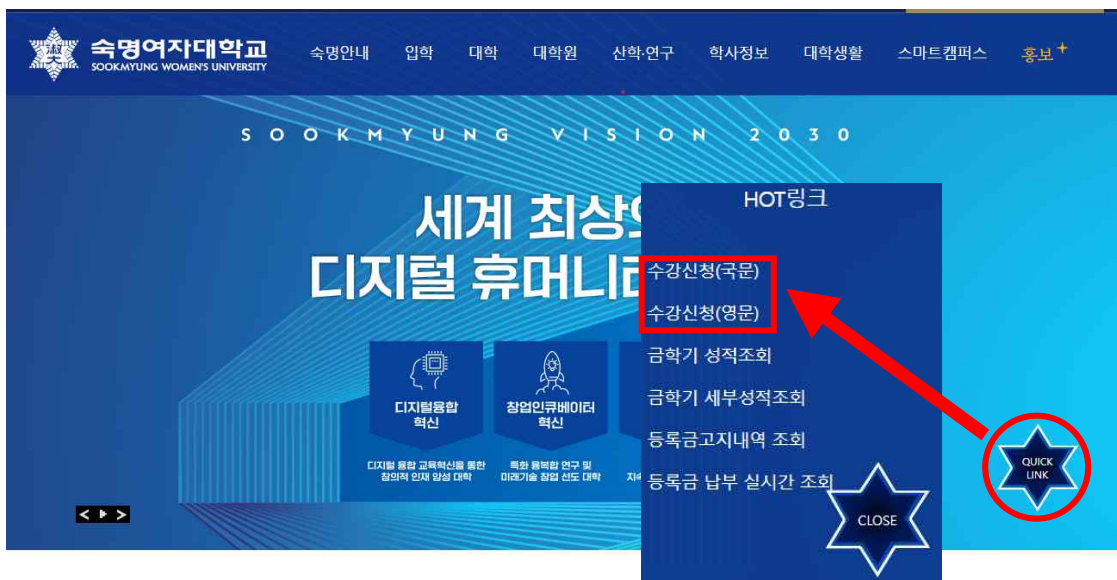 숙명여자대학교
SOOKMYUNG WOMEN'S UNIVERSITY
숙명안내 입학 대학 대학원 산학·연구 학사정보 대학생활 스마트캠퍼스 홍보+
SOOKMYUNG VISION 2030
세계 최상
디지털 휴머니
HOT링크
수강신청(국문)
수강신청(영문)
금학기 성적조회
금학기 세부성적조회
등록금고지내역 조회
등록금 납부 실시간 조회
디지털융합
혁신
디지털 융합 교육혁신을 통한
창의적 인재 양성 대학
창업인큐베이터
혁신
특화 융복합 연구 및
미래기술 창업 선도 대학
CLOSE
QUICK
LINK